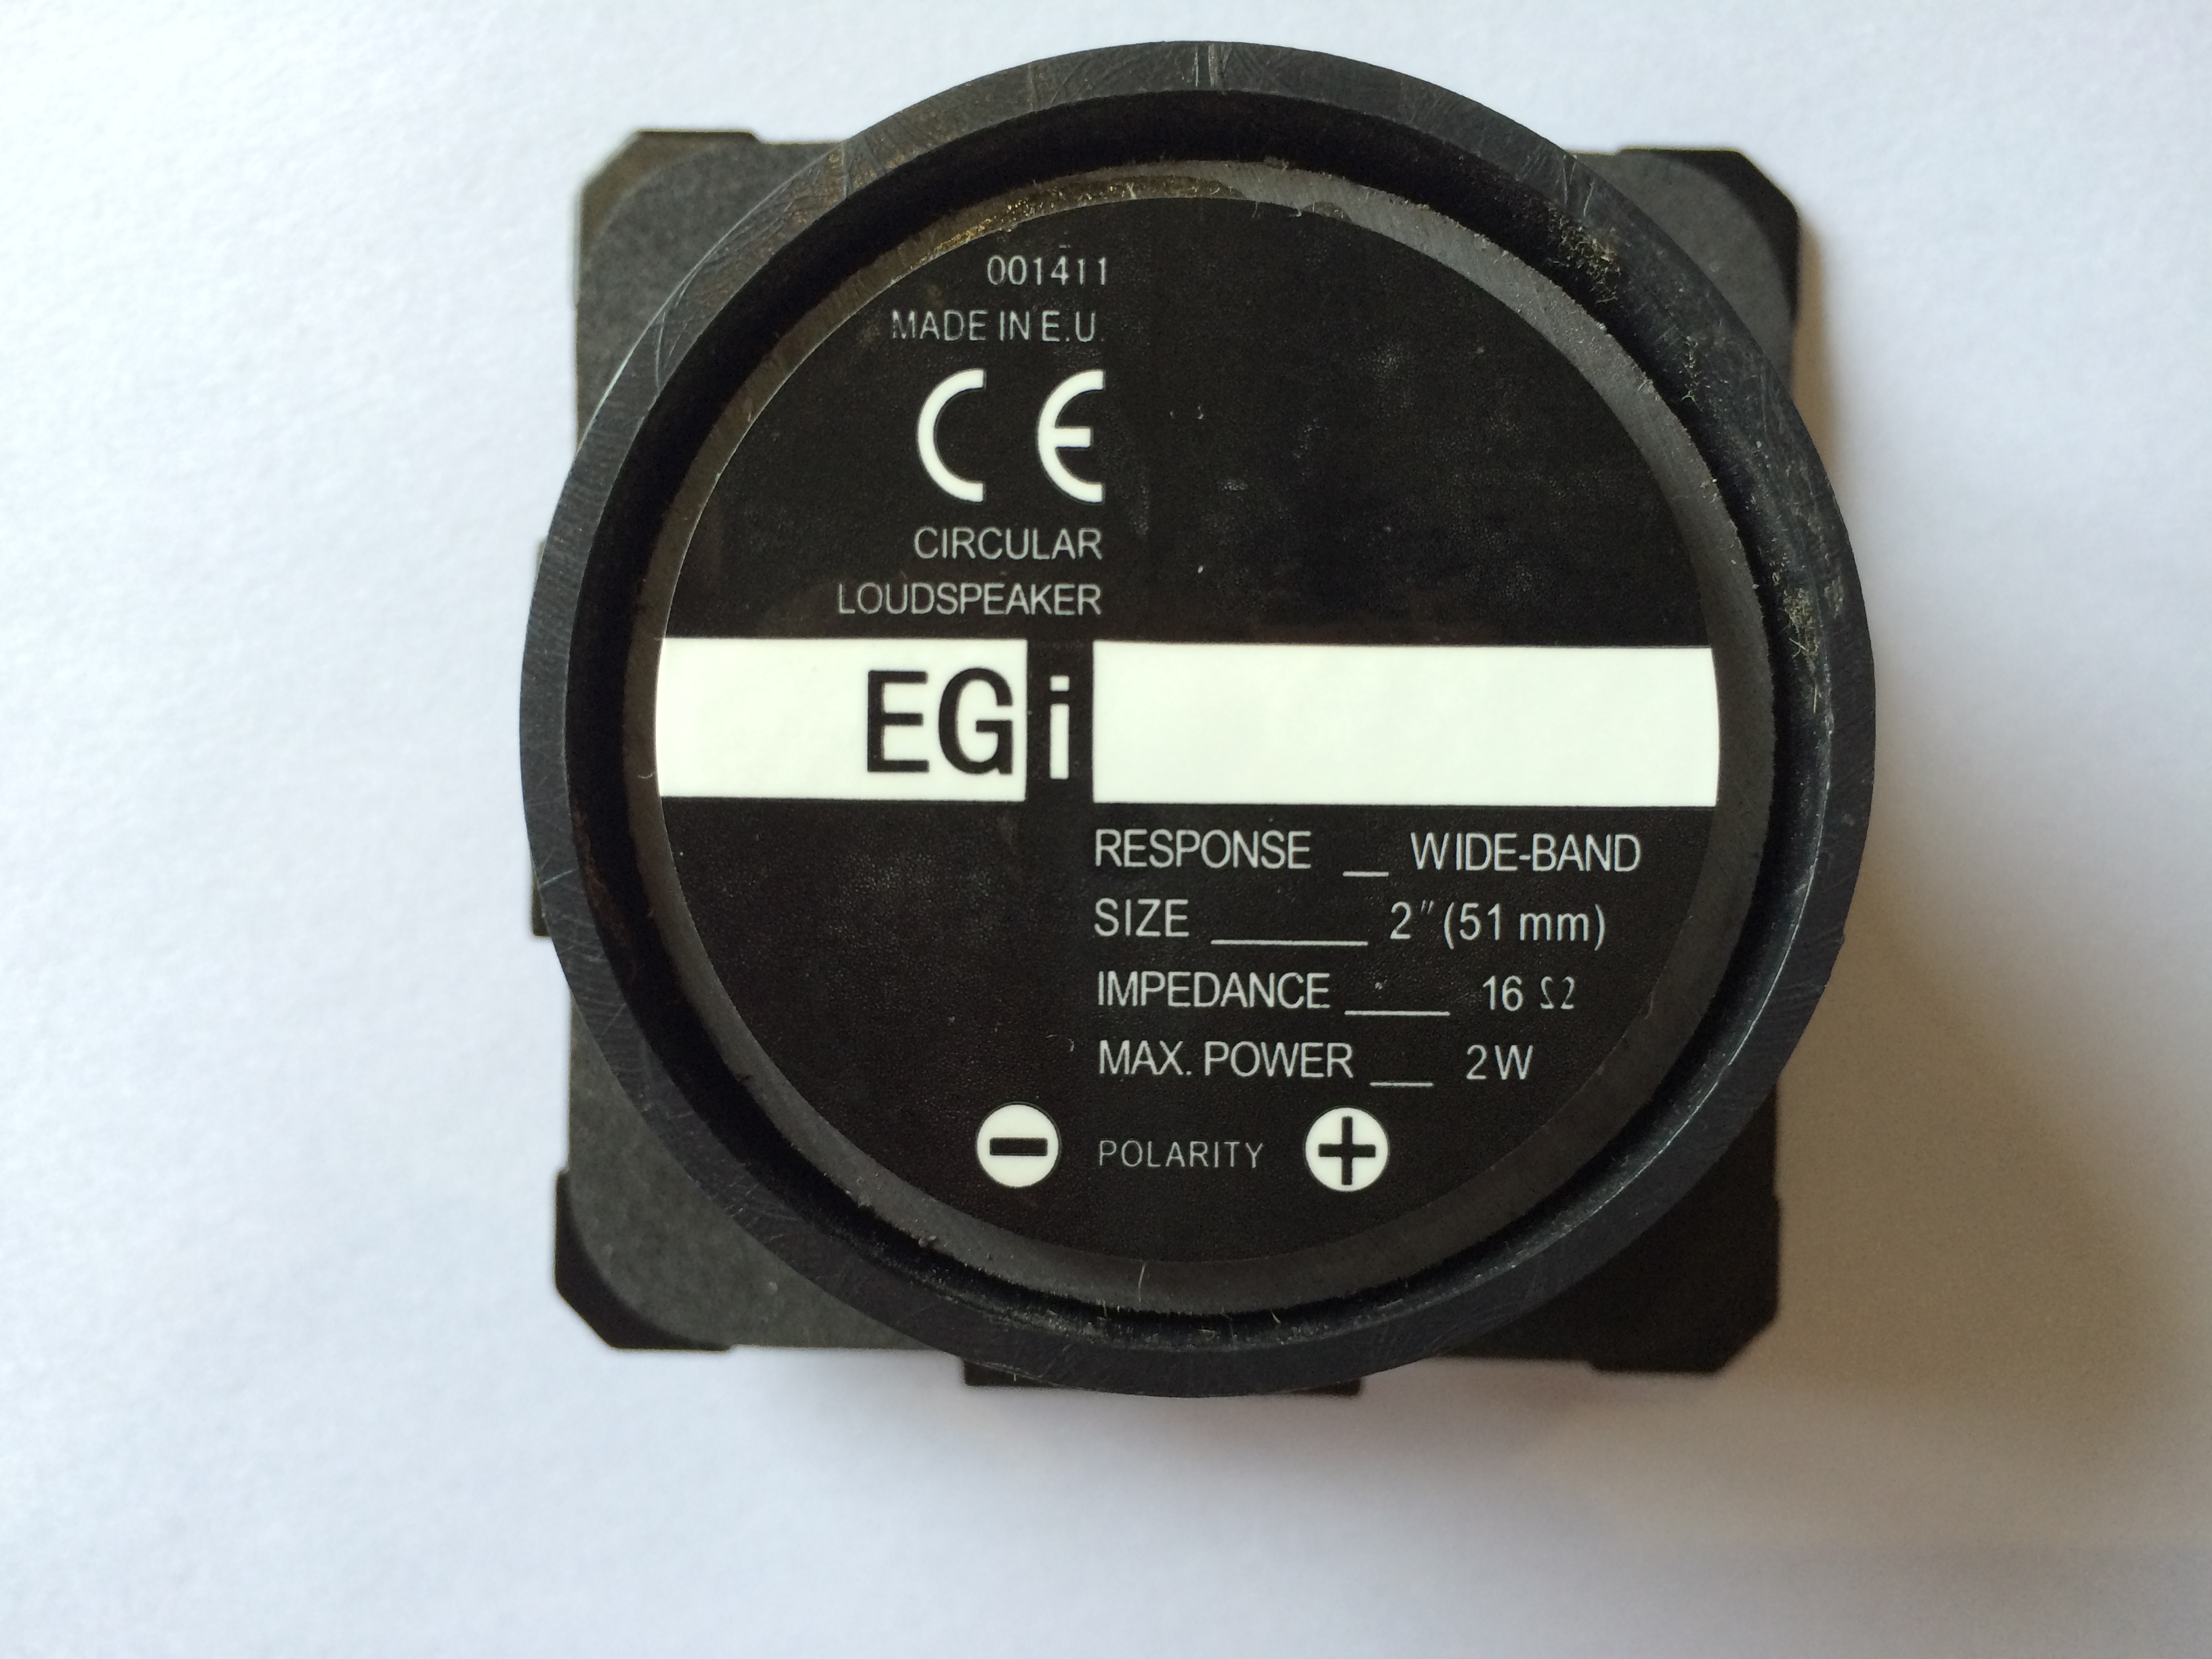 001411
MADE IN E.U.
CE
CIRCULAR
LOUDSPEAKER
EGi
RESPONSE __ WIDE-BAND
SIZE ______ 2" (51 mm)
IMPEDANCE ____ 16 Ω
MAX. POWER __ 2W
- POLARITY +